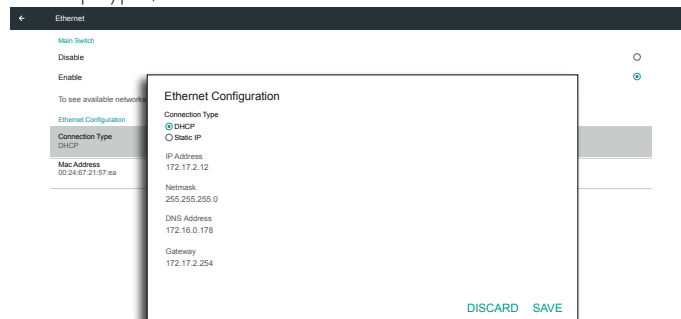 Ethernet
Main Switch
Disable
Enable
To see available networks
Ethernet Configuration
Connection Type
DHCP
Mac Address
00:24:67:21:57:ea
Ethernet Configuration
Connection Type
DHCP
Static IP
IP Address
172.17.2.12
Netmask
255.255.255.0
DNS Address
172.16.0.178
Gateway
172.17.2.254
DISCARD SAVE